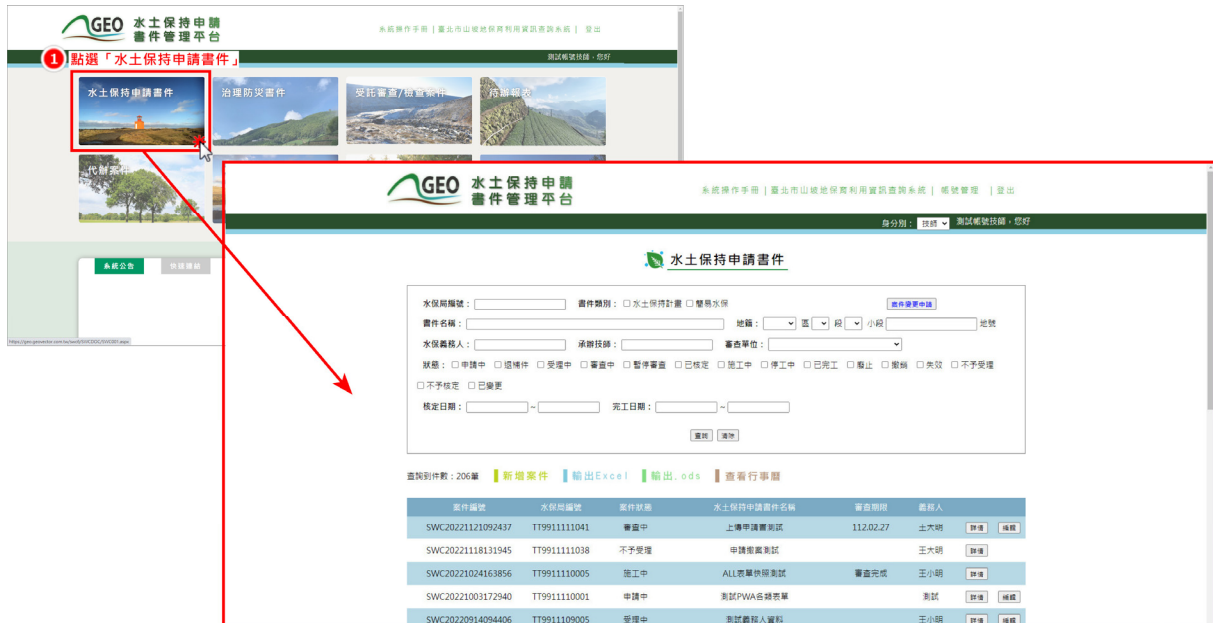 GEO 水土保持申請
書件管理平台
系統操作手冊 | 臺北市山坡地保育利用資訊查詢系統 | 登出
1 點選「水土保持申請書件」
測試帳號技師，您好
水土保持申請書件 治理防災書件 受託審查/檢查案件 待辦報表
代辦案件
系統公告
GEO 水土保持申請
書件管理平台
系統操作手冊 | 臺北市山坡地保育利用資訊查詢系統 | 帳號管理 | 登出
身分別： 技師 測試帳號技師，您好
水土保持申請書件
水保局編號： 書件類別： 水土保持計畫 簡易水保 案件變更申請
書件名稱： 地籍： 區 段 小段 地號
水保義務人： 承辦技師： 審查單位：
狀態： 申請中 退補件 受理中 審查中 暫停審查 已核定 施工中 停工中 已完工 廢止 撤銷 失效 不予受理
不予核定 已變更
核定日期： ~ 完工日期： ~
查詢 清除
查詢到件數：206筆 新增案件 輸出Excel 輸出.ods 查看行事曆
案件編號 水保局編號 案件狀態 水土保持申請書件名稱 審查期限 義務人
SWC20221121092437 TT9911111041 審查中 上傳申請書測試 112.02.27 土大明 詳情 編輯
SWC20221118131945 TT9911111038 不予受理 申請撤案測試 王大明 詳情
SWC20221024163856 TT9911110005 施工中 ALL表單快照測試 審查完成 王小明 詳情
SWC20221003172940 TT9911110001 申請中 測試PWA各類表單 測試 詳情 編輯
SWC20220914094406 TT9911109005 受理中 測試義務人資料 王小明 詳情 編輯